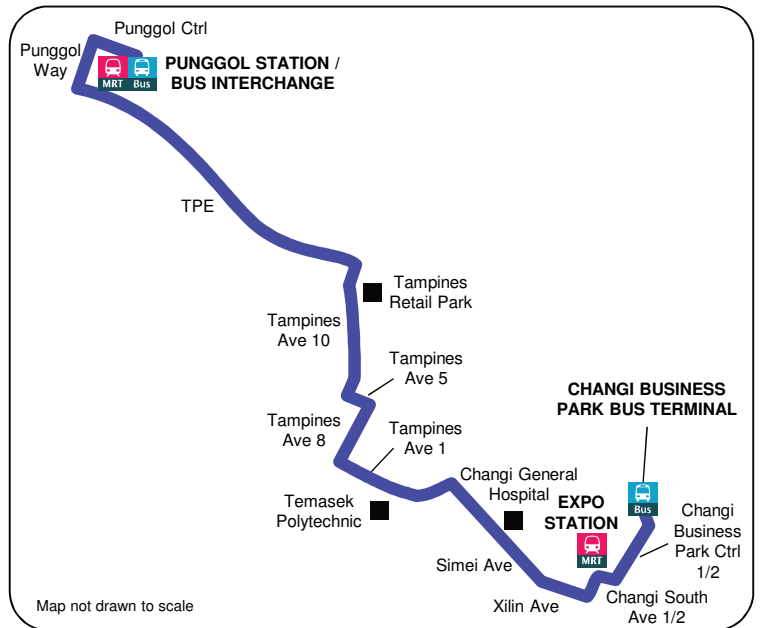 Punggol Ctrl
Punggol
Way
MRT Bus
PUNGGOL STATION /
BUS INTERCHANGE
TPE
Tampines
Retail Park
Tampines
Ave 10
Tampines
Ave 5
CHANGI BUSINESS
PARK BUS TERMINAL
Tampines
Ave 8
Tampines
Ave 1
Changi General
Hospital
Temasek
Polytechnic
EXPO
STATION
MRT
Bus
Changi
Business
Park Ctrl
1/2
Simei Ave
Xilin Ave
Changi South
Ave 1/2
Map not drawn to scale